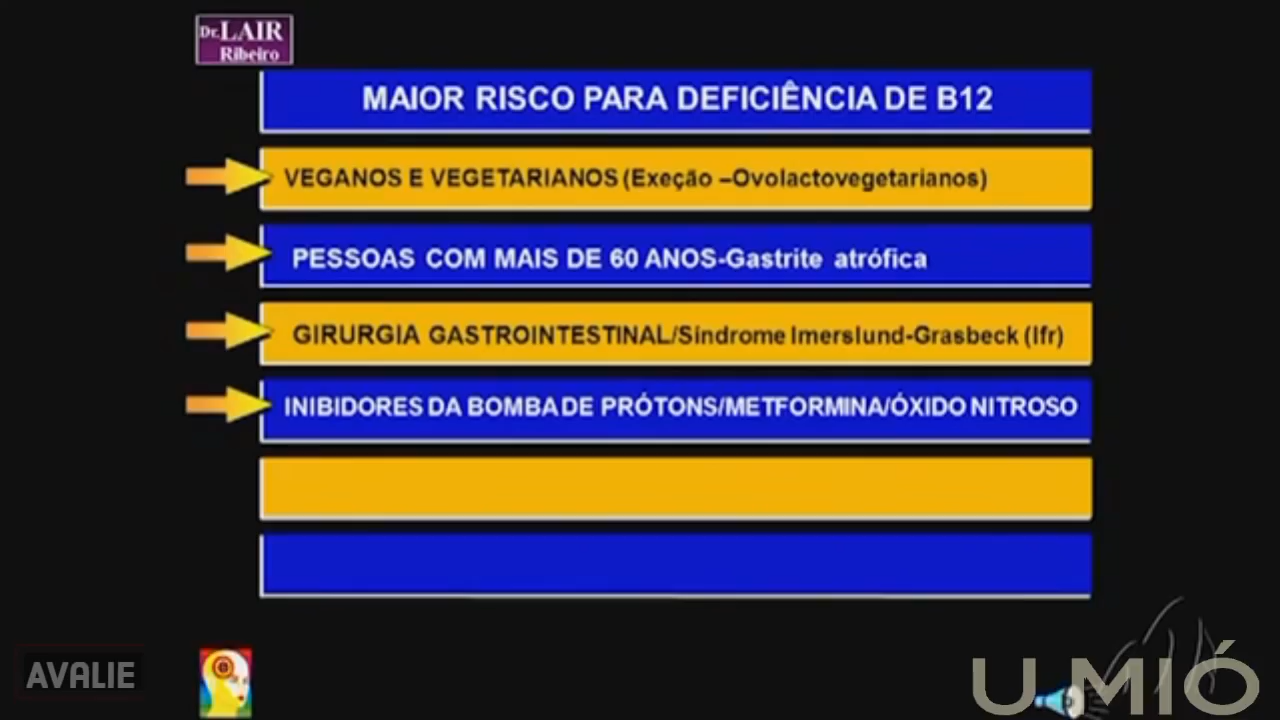 Dr. LAIR
Ribeiro
MAIOR RISCO PARA DEFICIÊNCIA DE B12
VEGANOS E VEGETARIANOS (Exeção –Ovolactovegetarianos)
PESSOAS COM MAIS DE 60 ANOS-Gastrite atrófica
GIRURGIA GASTROINTESTINAL/Síndrome Imerslund-Grasbeck (Ifr)
INIBIDORES DA BOMBA DE PRÓTONS/METFORMINA/ÓXIDO NITROSO
AVALIE
U MIÓ